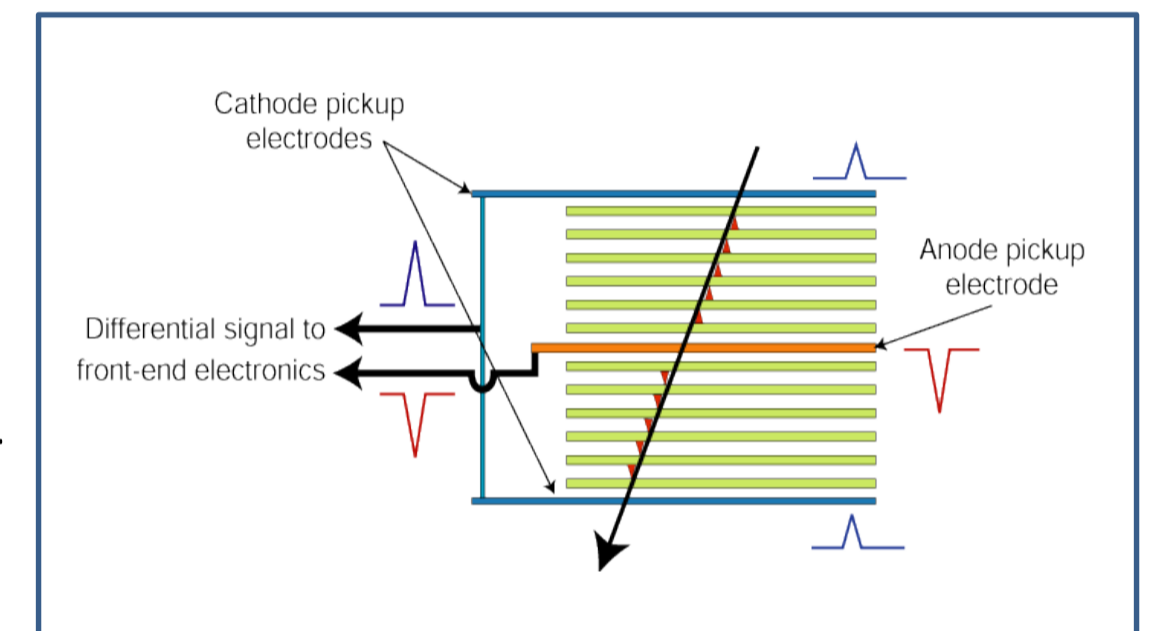 Cathode pickup
electrodes
Anode pickup
electrode
Differential signal to
front-end electronics